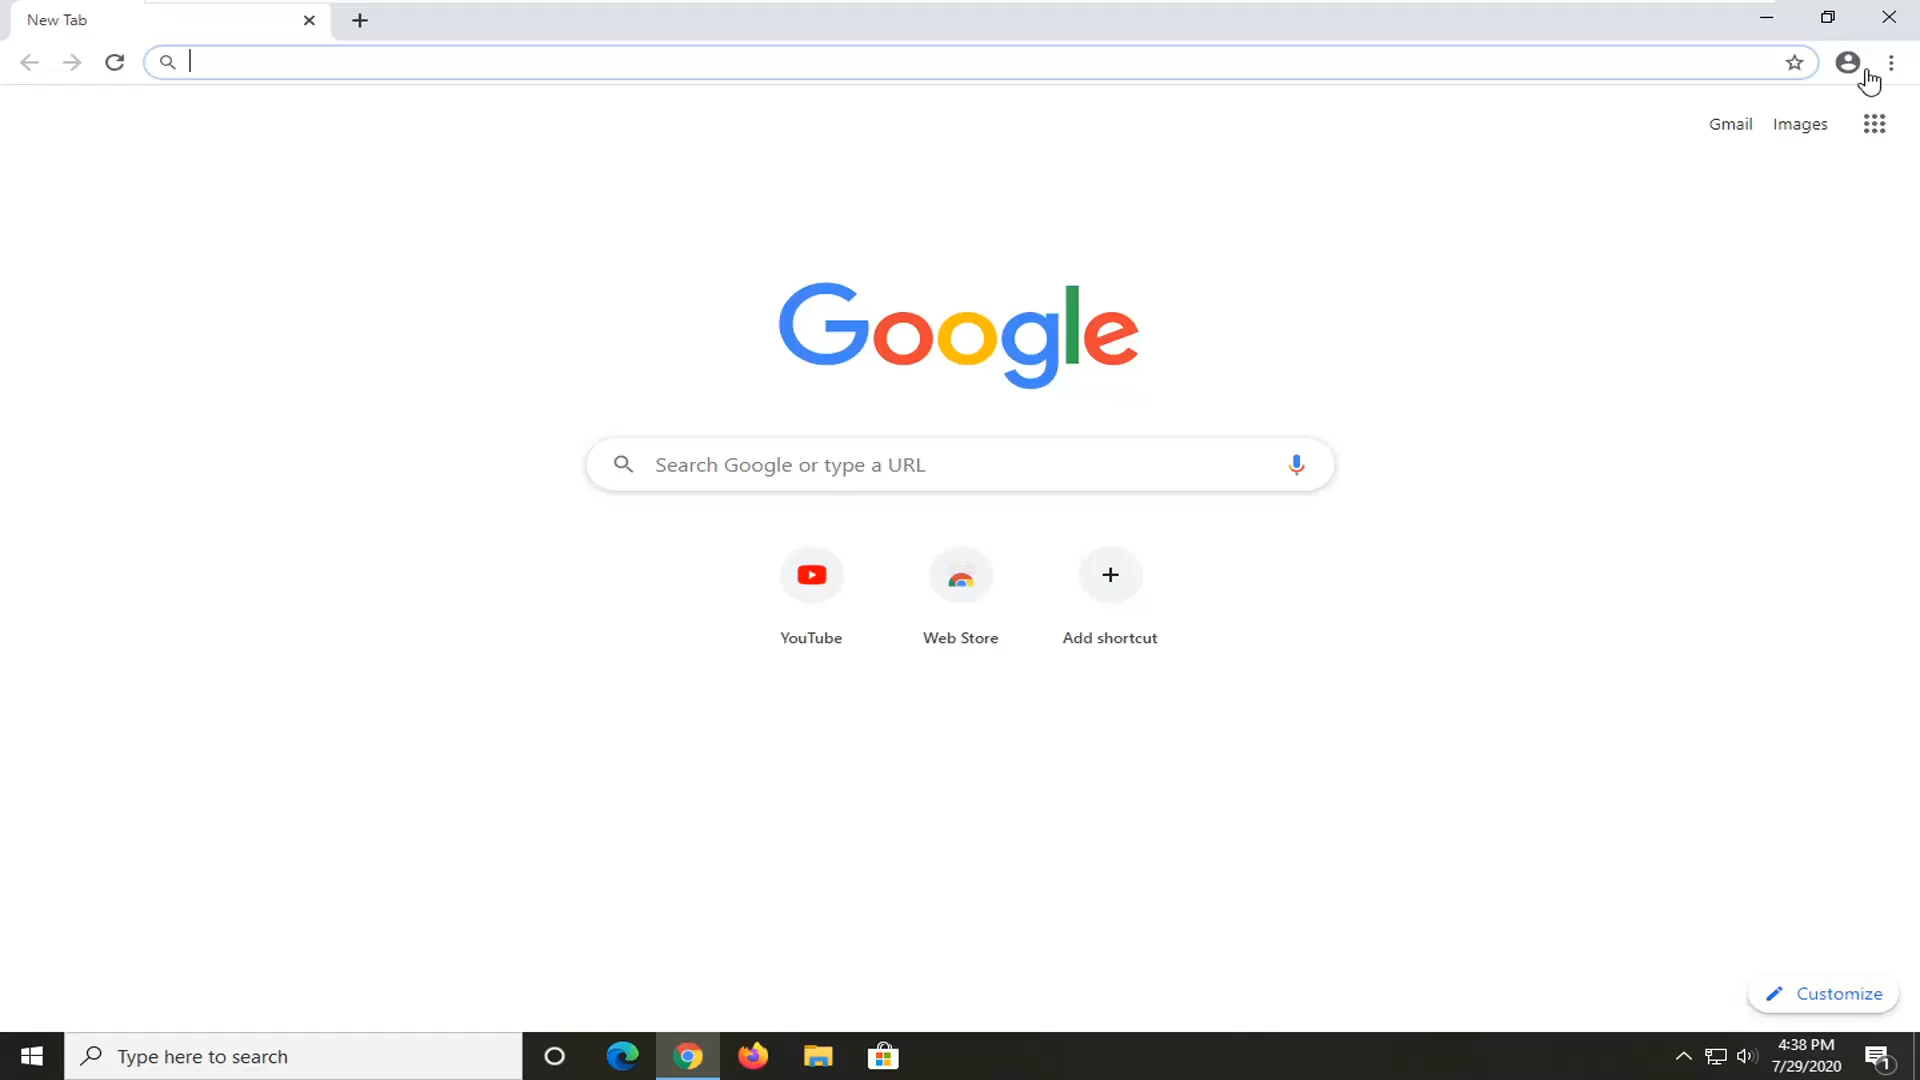 New Tab
Gmail Images
Google
Search Google or type a URL
YouTube Web Store Add shortcut
Customize
Type here to search
4:38 PM
7/29/2020
1